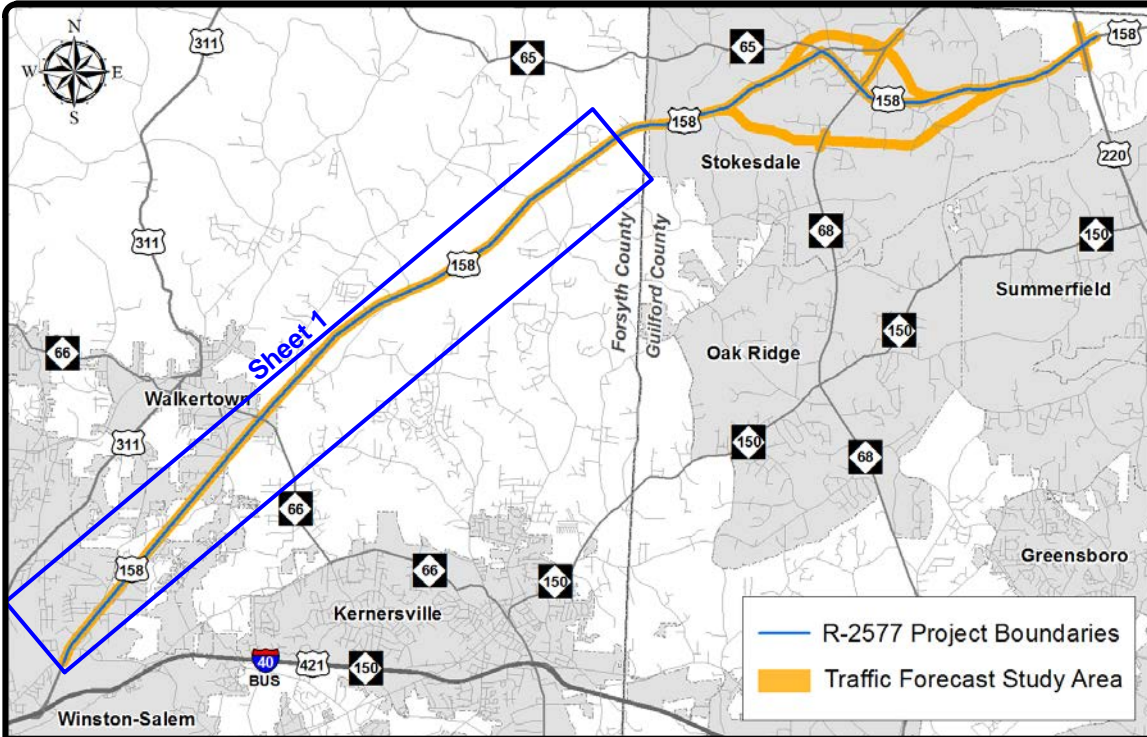 N
W E
S
311
65
65
158
158
158
220
Stokesdale
68
150
311
158
Forsyth County
Guilford County
Summerfield
150
Oak Ridge
66
Sheet 1
Walkertown
311
150
68
66
158
66
150
Greensboro
Kernersville
40
BUS
421
150
Winston-Salem
R-2577 Project Boundaries
Traffic Forecast Study Area